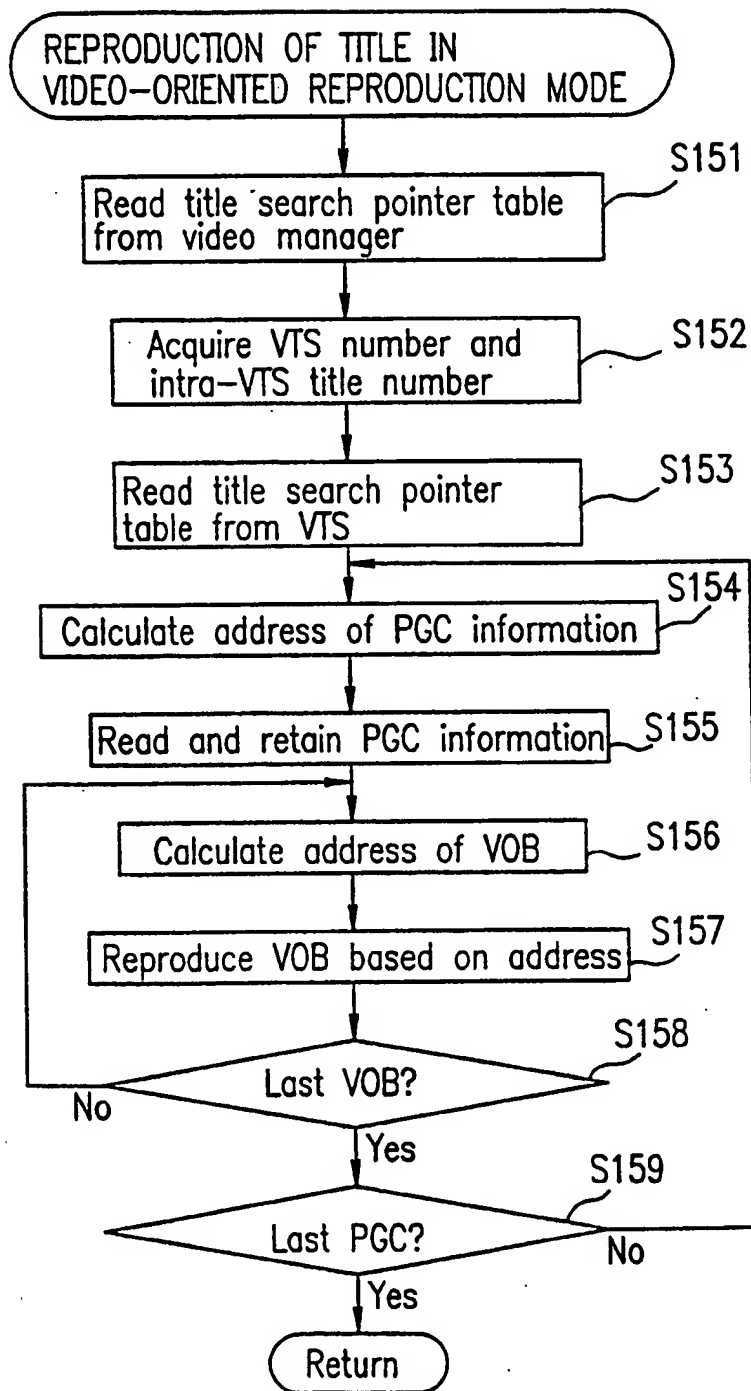 REPRODUCTION OF TITLE IN
VIDEO-ORIENTED REPRODUCTION MODE
S151
Read title search pointer table
from video manager
S152
Acquire VTS number and
intra-VTS title number
S153
Read title search pointer
table from VTS
S154
Calculate address of PGC information
S155
Read and retain PGC information
S156
Calculate address of VOB
S157
Reproduce VOB based on address
S158
Last VOB?
No
Yes
S159
Last PGC?
No
Yes
Return